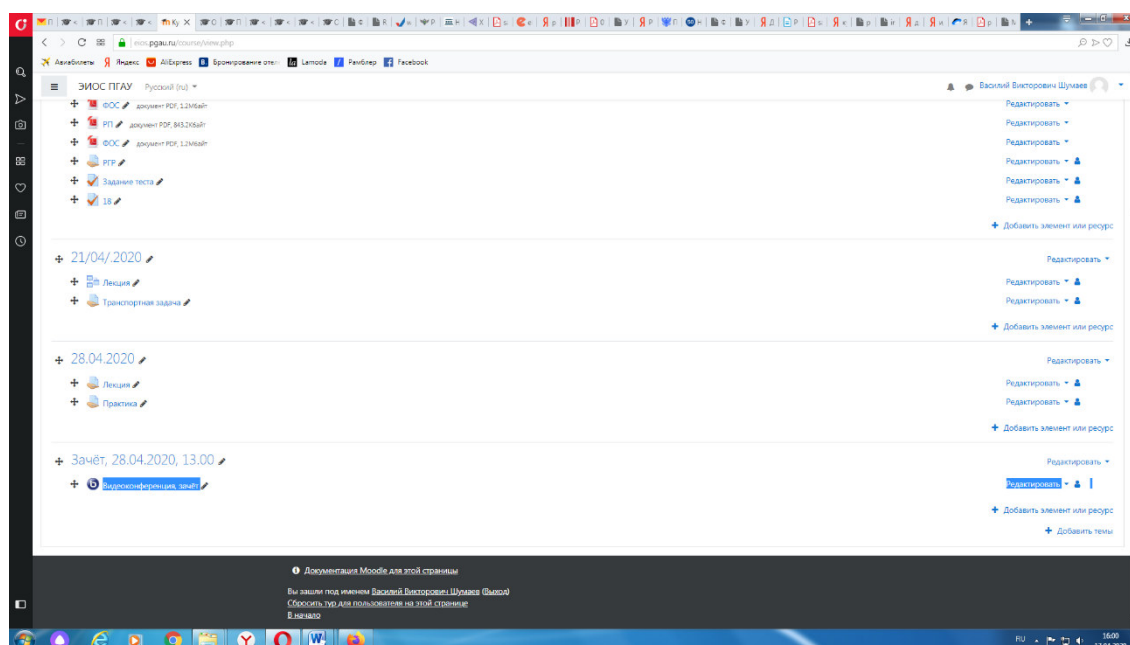 eios.pgau.ru/course/view.php
Авиабилеты Яндекс AliExpress Бронирование отел Lamoda Рамблер Facebook
ЭИОС ПГАУ Русский (ru) Василий Викторович Шумаев
ФОС документ PDF, 1.2Мбайт Редактировать
РП документ PDF, 843.2Кбайт Редактировать
ФОС документ PDF, 1.2Мбайт Редактировать
РГР Редактировать
Задание теста Редактировать
18 Редактировать
Добавить элемент или ресурс
21/04/.2020 Редактировать
Лекция Редактировать
Транспортная задача Редактировать
Добавить элемент или ресурс
28.04.2020 Редактировать
Лекция Редактировать
Практика Редактировать
Добавить элемент или ресурс
Зачёт, 28.04.2020, 13.00 Редактировать
Видеоконференция, зачёт Редактировать
Добавить элемент или ресурс
Добавить темы
Документация Moodle для этой страницы
Вы зашли под именем Василий Викторович Шумаев (Выход)
Сбросить тур для пользователя на этой странице
В начало
RU 16:00